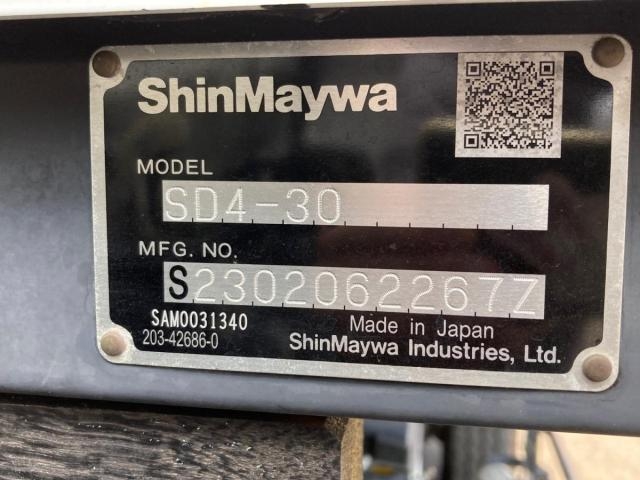 ShinMaywa
MODEL
SD4-30
MFG. NO.
S2302062267Z
SAM0031340
203-42686-0
Made in Japan
ShinMaywa Industries, Ltd.